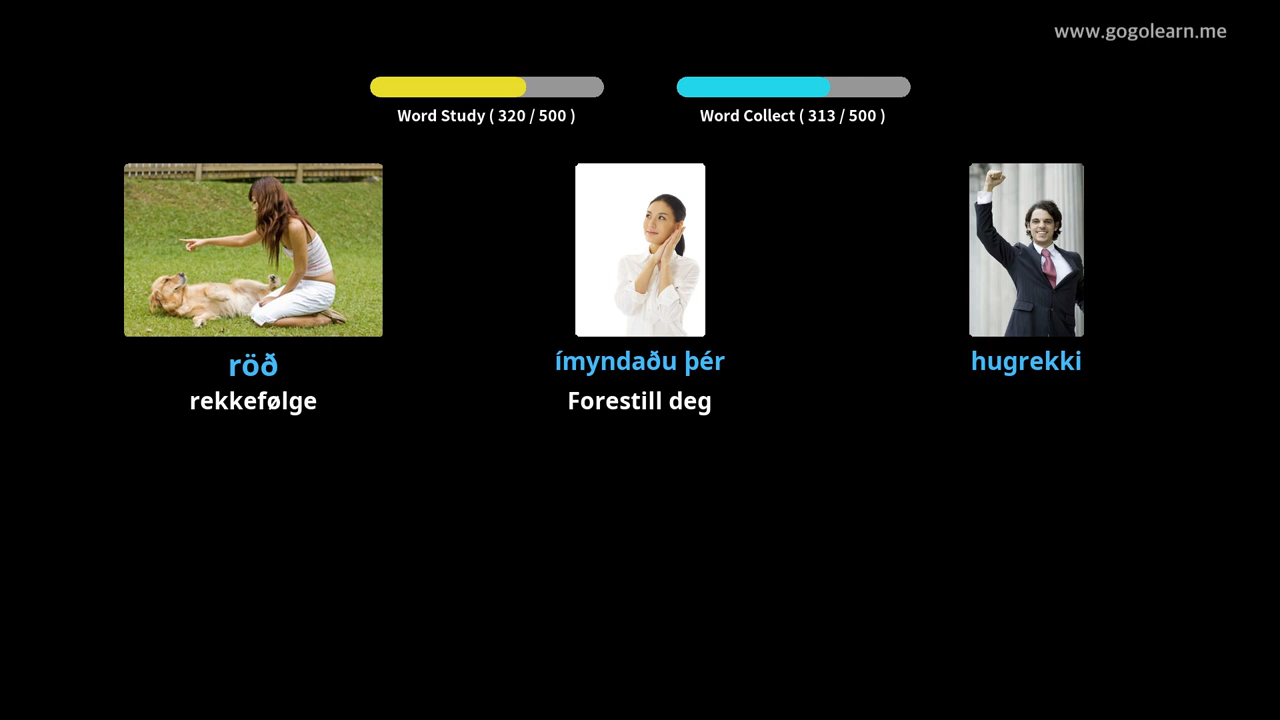 www.gogolearn.me
Word Study ( 320 / 500 )
Word Collect ( 313 / 500 )
röð
rekkefølge
ímyndaðu þér
Forestill deg
hugrekki